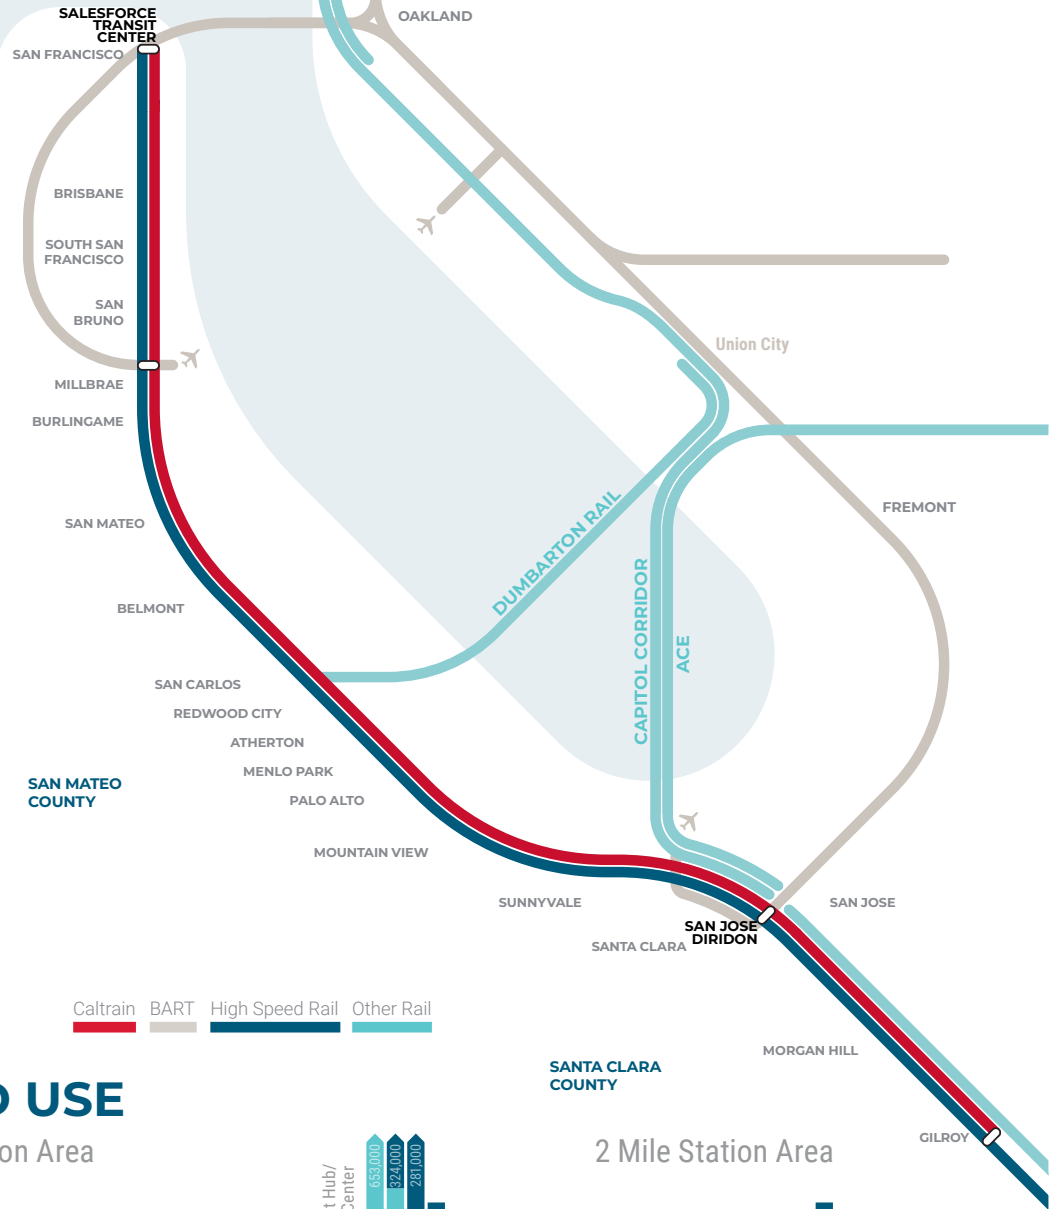 SALESFORCE
TRANSIT
CENTER
SAN FRANCISCO
OAKLAND
BRISBANE
SOUTH SAN
FRANCISCO
SAN
BRUNO
MILLBRAE
BURLINGAME
Union City
FREMONT
SAN MATEO
BELMONT
DUMBARTON RAIL
CAPITOL CORRIDOR
ACE
SAN CARLOS
REDWOOD CITY
ATHERTON
MENLO PARK
PALO ALTO
SAN MATEO
COUNTY
MOUNTAIN VIEW
SUNNYVALE
SAN JOSE
SAN JOSE
DIRIDON
SANTA CLARA
Caltrain BART High Speed Rail Other Rail
MORGAN HILL
SANTA CLARA
COUNTY
GILROY
USE
on Area
2 Mile Station Area
t Hub/
Center
653,000
324,000
281,000